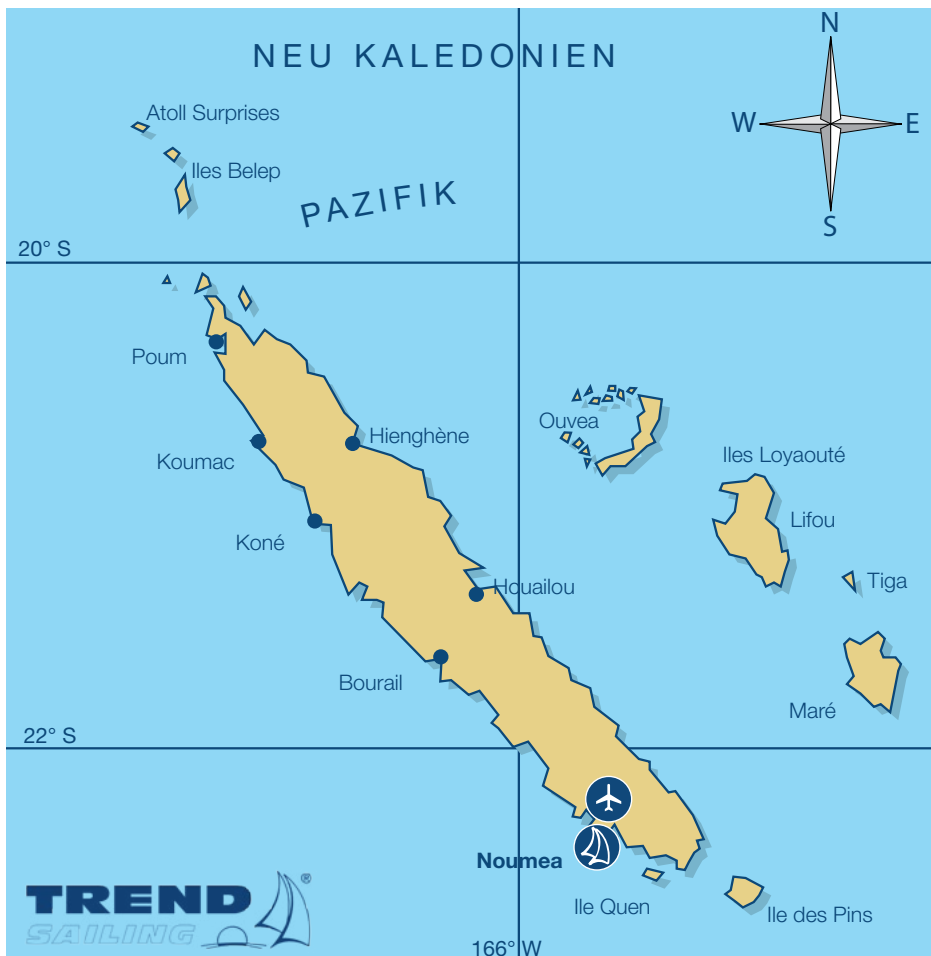 NEU KALEDONIEN
N
Atoll Surprises
W
E
Iles Belep
PAZIFIK
S
20° S
Poum
Ouvea
Hienghène
Koumac
Iles Loyaouté
Lifou
Koné
Tiga
Houailou
Bourail
Maré
22° S
Noumea
TREND
SAILING
®
Ile Quen
Ile des Pins
166° W